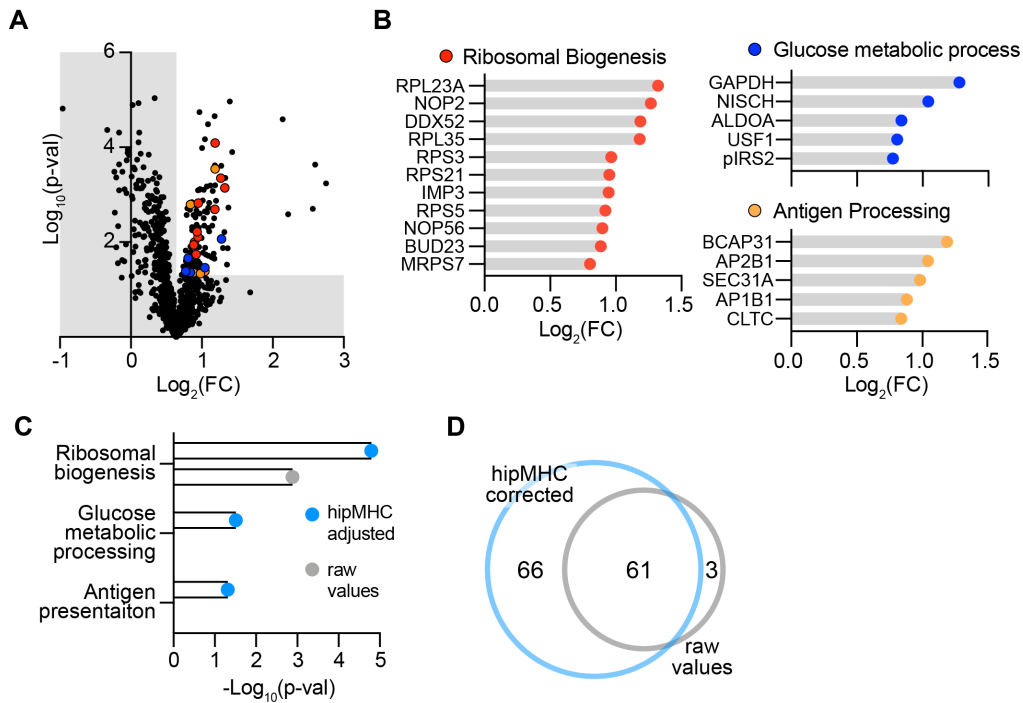 A
6
4
2
Log10(p-val)
-1
0
1
2
3
Log2(FC)
B
Ribosomal Biogenesis
RPL23A
NOP2
DDX52
RPL35
RPS3
RPS21
IMP3
RPS5
NOP56
BUD23
MRPS7
0.0
0.5
1.0
1.5
Log2(FC)
Glucose metabolic process
GAPDH
NISCH
ALDOA
USF1
pIRS2
Antigen Processing
BCAP31
AP2B1
SEC31A
AP1B1
CLTC
0.0
0.5
1.0
1.5
Log2(FC)
C
Ribosomal
biogenesis
Glucose
metabolic
processing
Antigen
presentaiton
hipMHC
adjusted
raw
values
0
1
2
3
4
5
-Log10(p-val)
D
hipMHC
corrected
66
61
3
raw
values